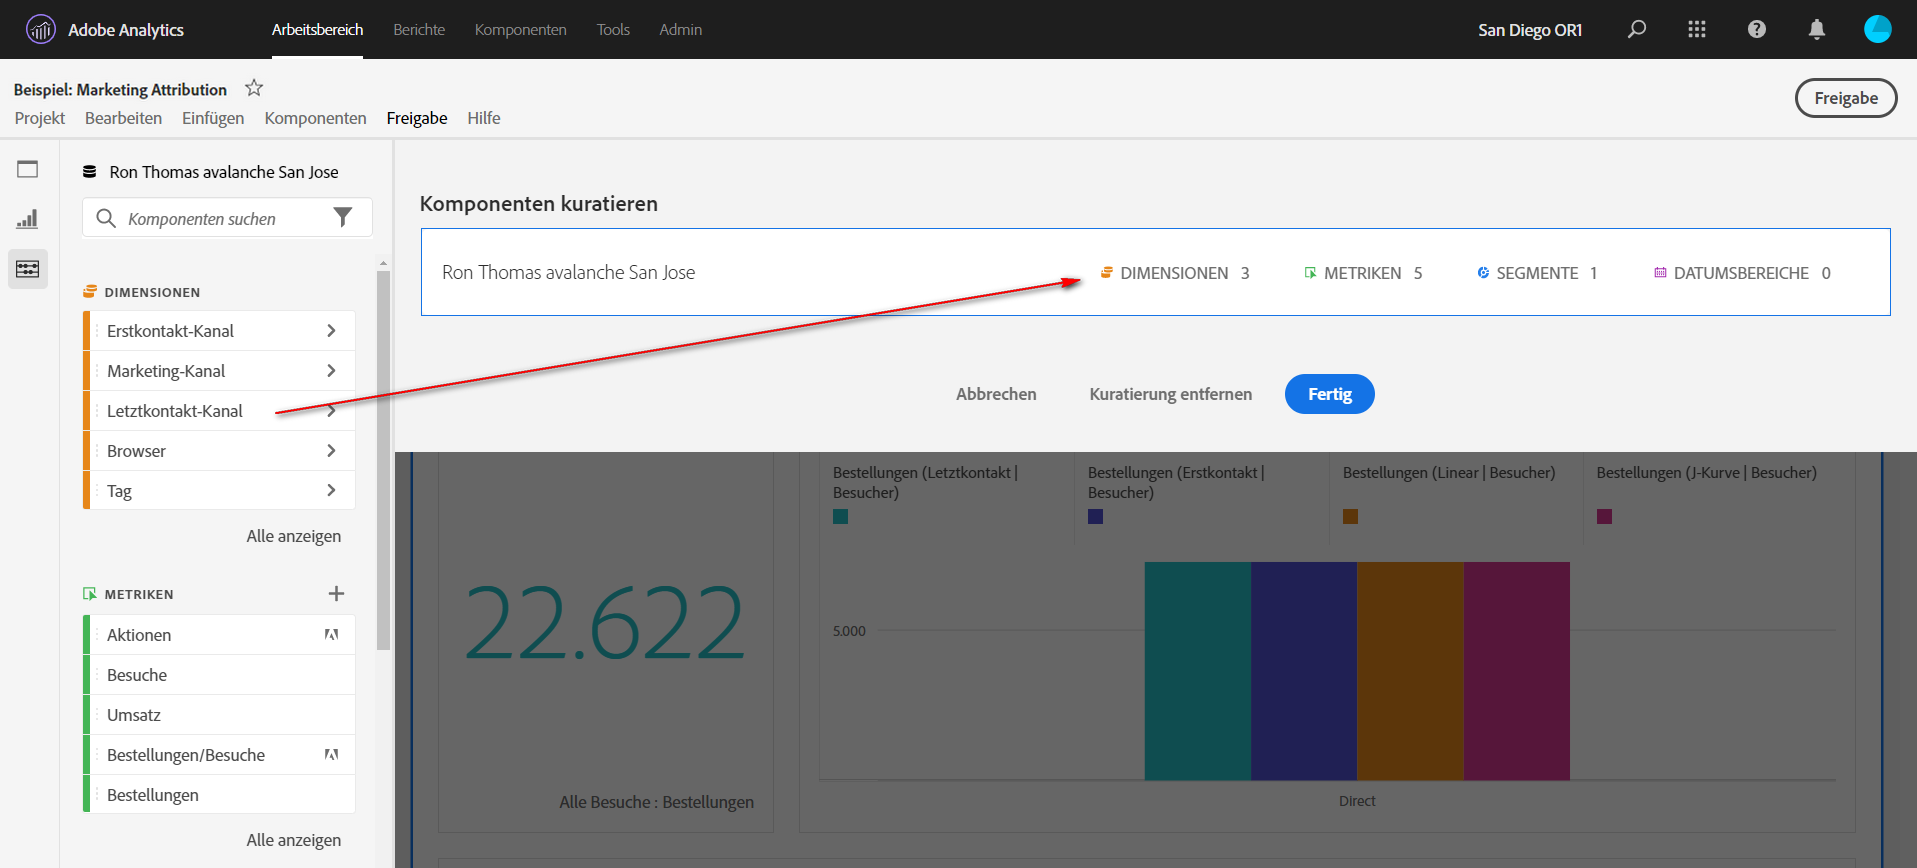 Adobe Analytics
Arbeitsbereich
Berichte
Komponenten
Tools
Admin
San Diego OR1
Beispiel: Marketing Attribution
Projekt
Bearbeiten
Einfügen
Komponenten
Freigabe
Hilfe
Freigabe
Ron Thomas avalanche San Jose
Komponenten suchen
DIMENSIONEN
Erstkontakt-Kanal
Marketing-Kanal
Letztkontakt-Kanal
Browser
Tag
Alle anzeigen
METRIKEN
Aktionen
Besuche
Umsatz
Bestellungen/Besuche
Bestellungen
Alle anzeigen
Komponenten kuratieren
Ron Thomas avalanche San Jose
DIMENSIONEN 3
METRIKEN 5
SEGMENTE 1
DATUMSBEREICHE 0
Abbrechen
Kuratierung entfernen
Fertig
22.622
Alle Besuche : Bestellungen
Bestellungen (Letztkontakt |
Besucher)
Bestellungen (Erstkontakt |
Besucher)
Bestellungen (Linear | Besucher)
Bestellungen (J-Kurve | Besucher)
5.000
Direct